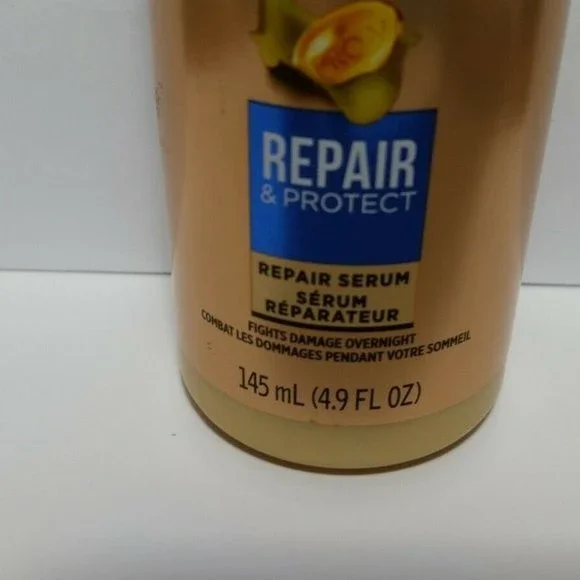 REPAIR
& PROTECT
REPAIR SERUM
SÉRUM
RÉPARATEUR
FIGHTS DAMAGE OVERNIGHT
COMBAT LES DOMMAGES PENDANT VOTRE SOMMEIL
145 mL (4.9 FL OZ)